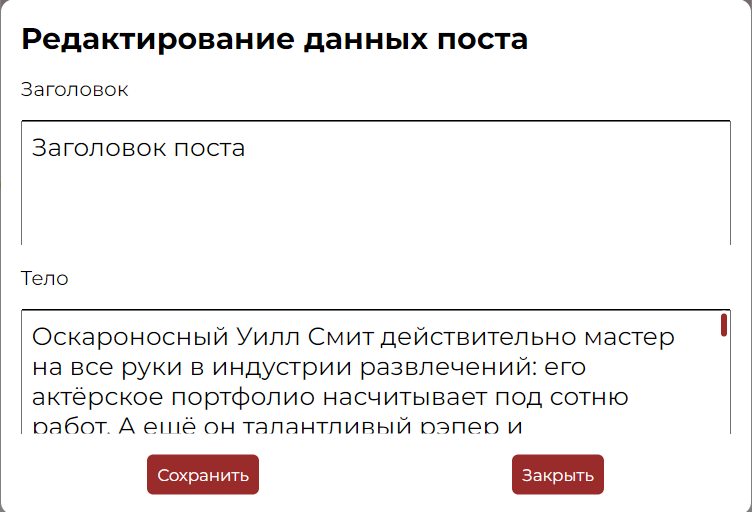 Редактирование данных поста
Заголовок
Заголовок поста
Тело
Оскароносный Уилл Смит действительно мастер
на все руки в индустрии развлечений: его
актёрское портфолио насчитывает под сотню
работ. А ещё он талантливый рэпер и
Сохранить
Закрыть